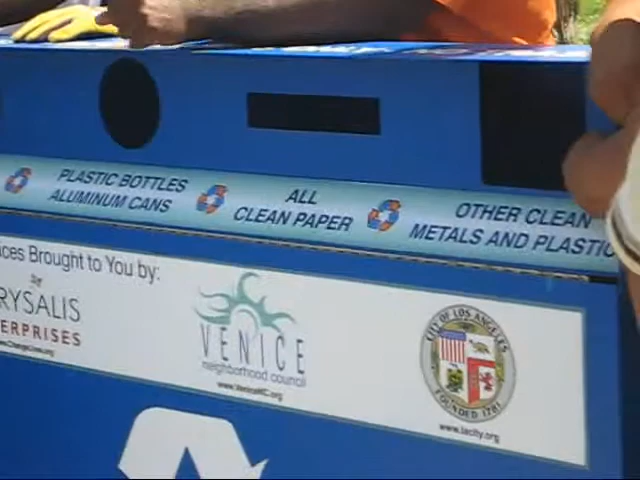 PLASTIC BOTTLES
ALUMINUM CANS
ALL
CLEAN PAPER
OTHER CLEAN
METALS AND PLASTIC
ices Brought to You by:
By
RYSALIS
ERPRISES
VENICE
neighborhood council
www.VeniceNC.org
CITY OF LOS ANGELES
FOUNDED 1781
www.lacity.org